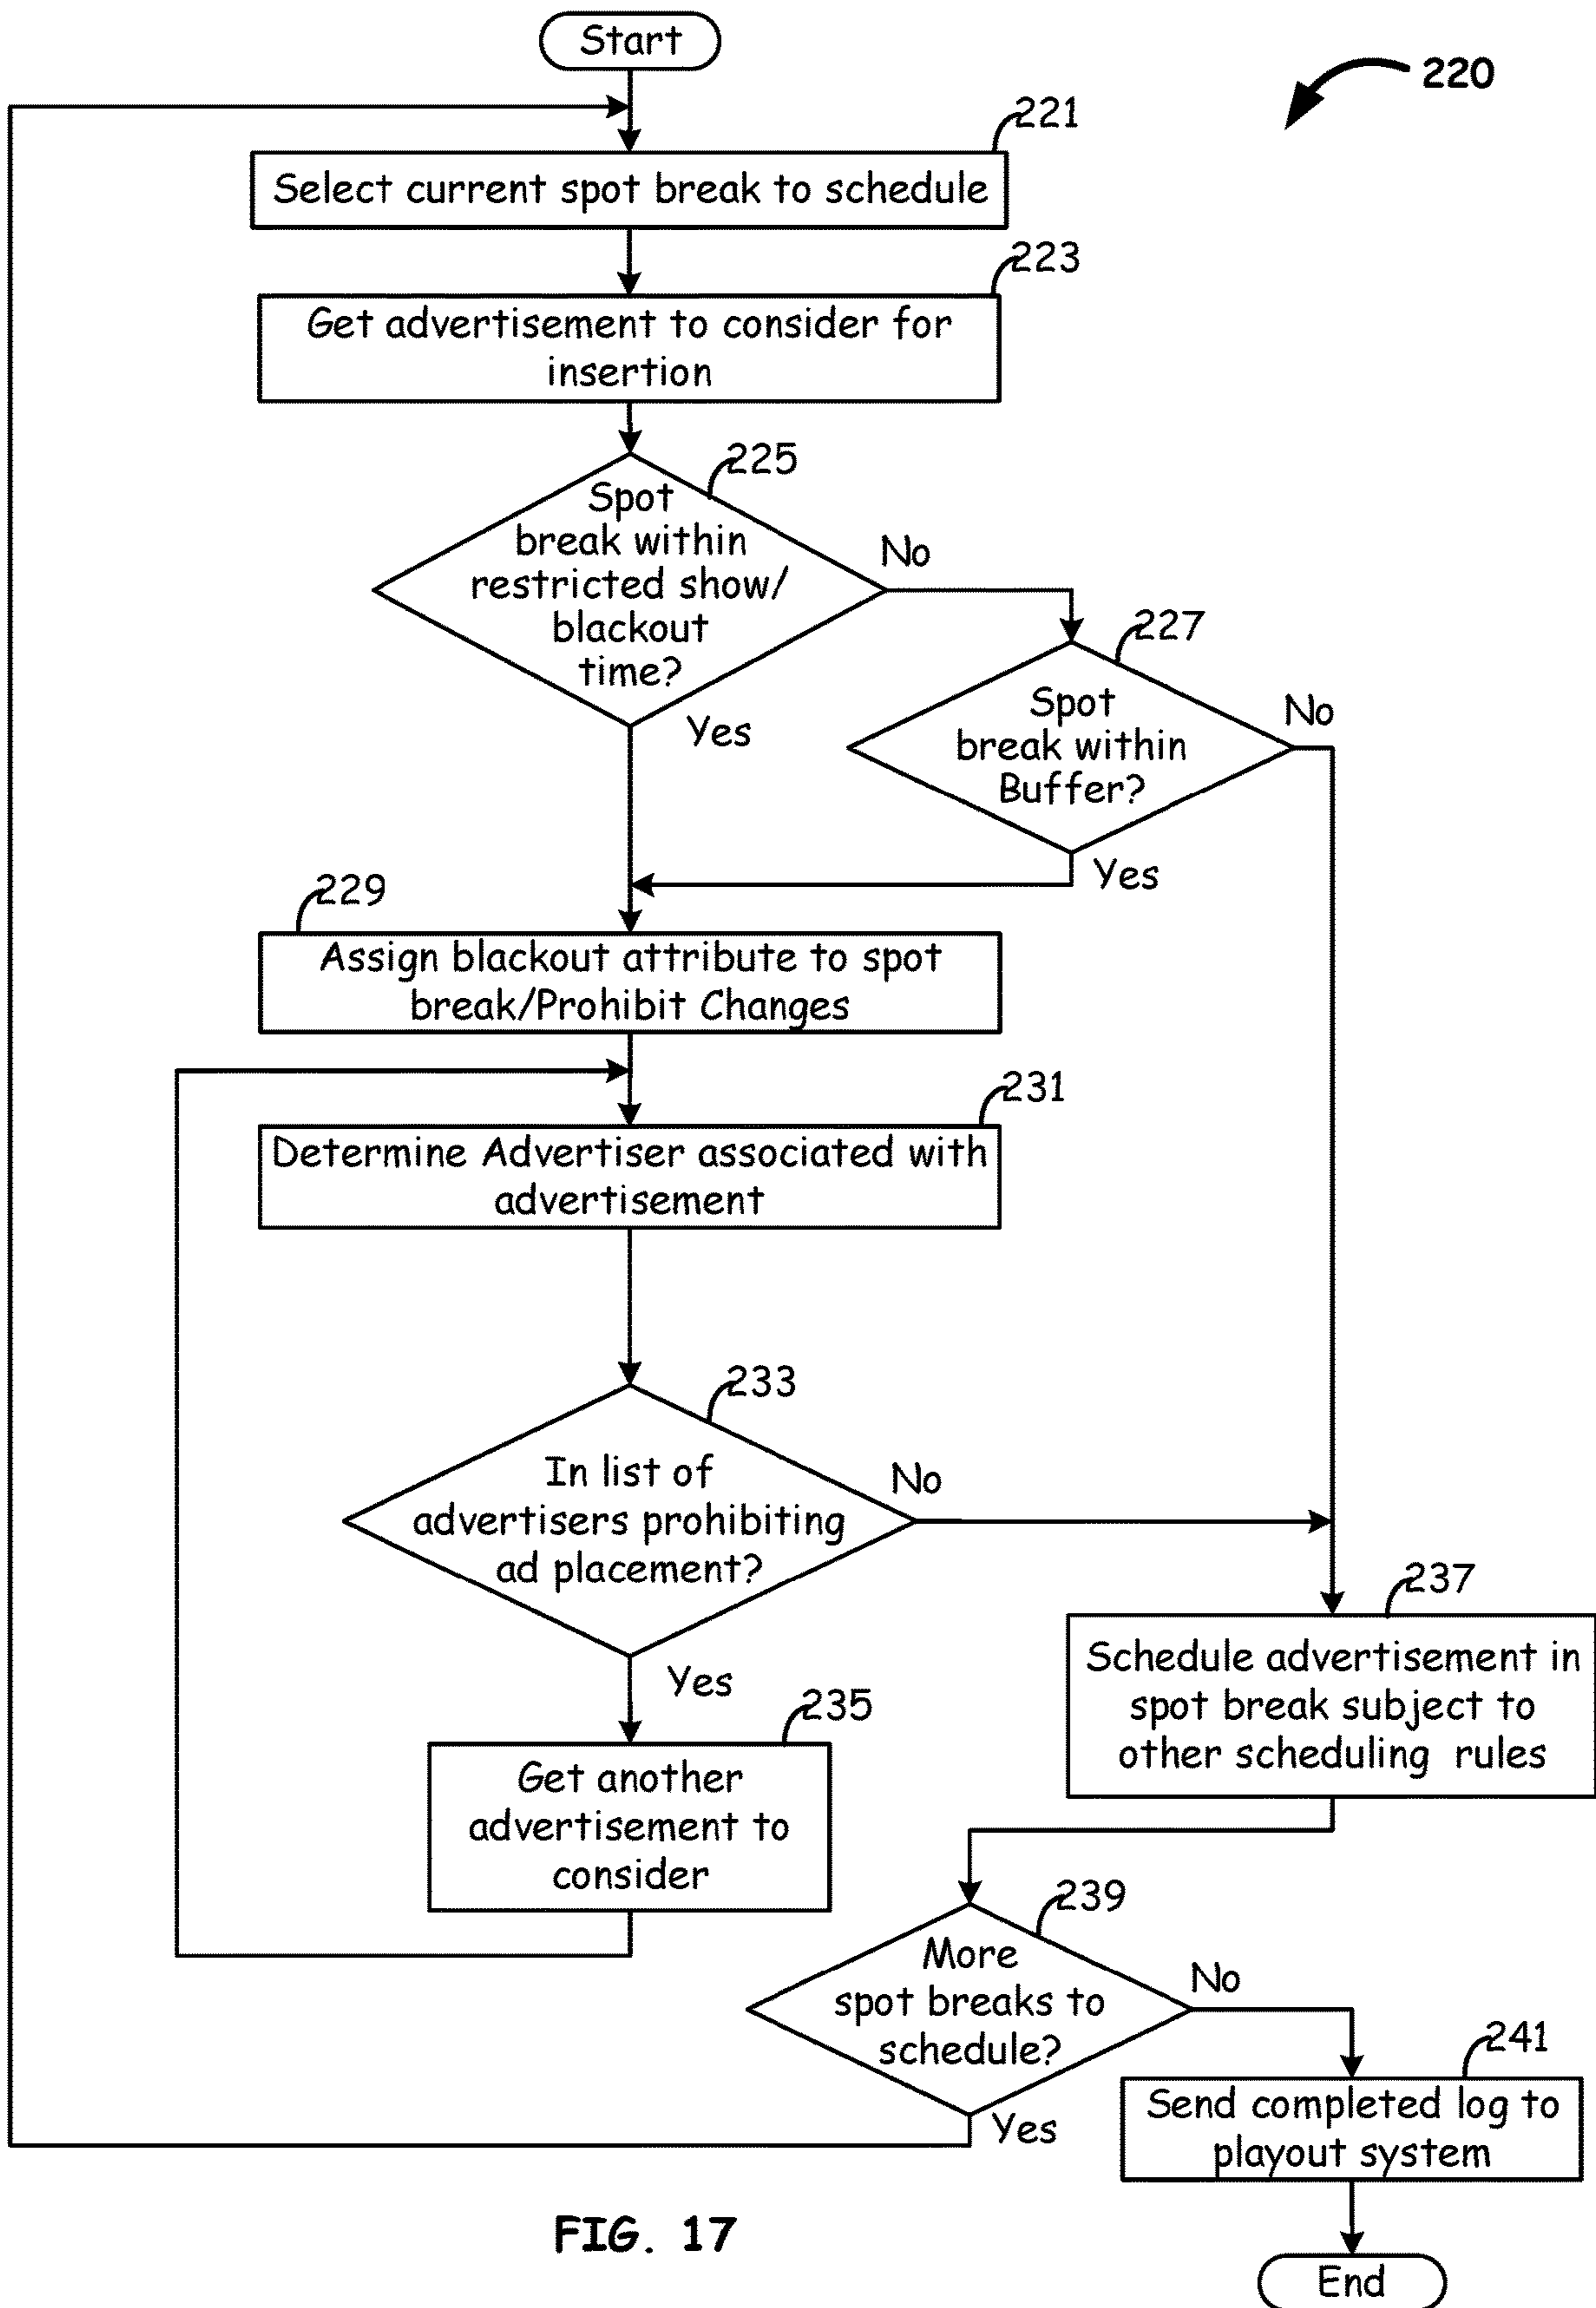 Start
220
221
Select current spot break to schedule
223
Get advertisement to consider for
insertion
225
Spot
break within
restricted show/
blackout
time?
No
Yes
227
Spot
break within
Buffer?
No
Yes
229
Assign blackout attribute to spot
break/Prohibit Changes
231
Determine Advertiser associated with
advertisement
233
In list of
advertisers prohibiting
ad placement?
No
Yes
235
Get another
advertisement to
consider
237
Schedule advertisement in
spot break subject to
other scheduling rules
239
More
spot breaks to
schedule?
No
Yes
241
Send completed log to
playout system
End
FIG. 17